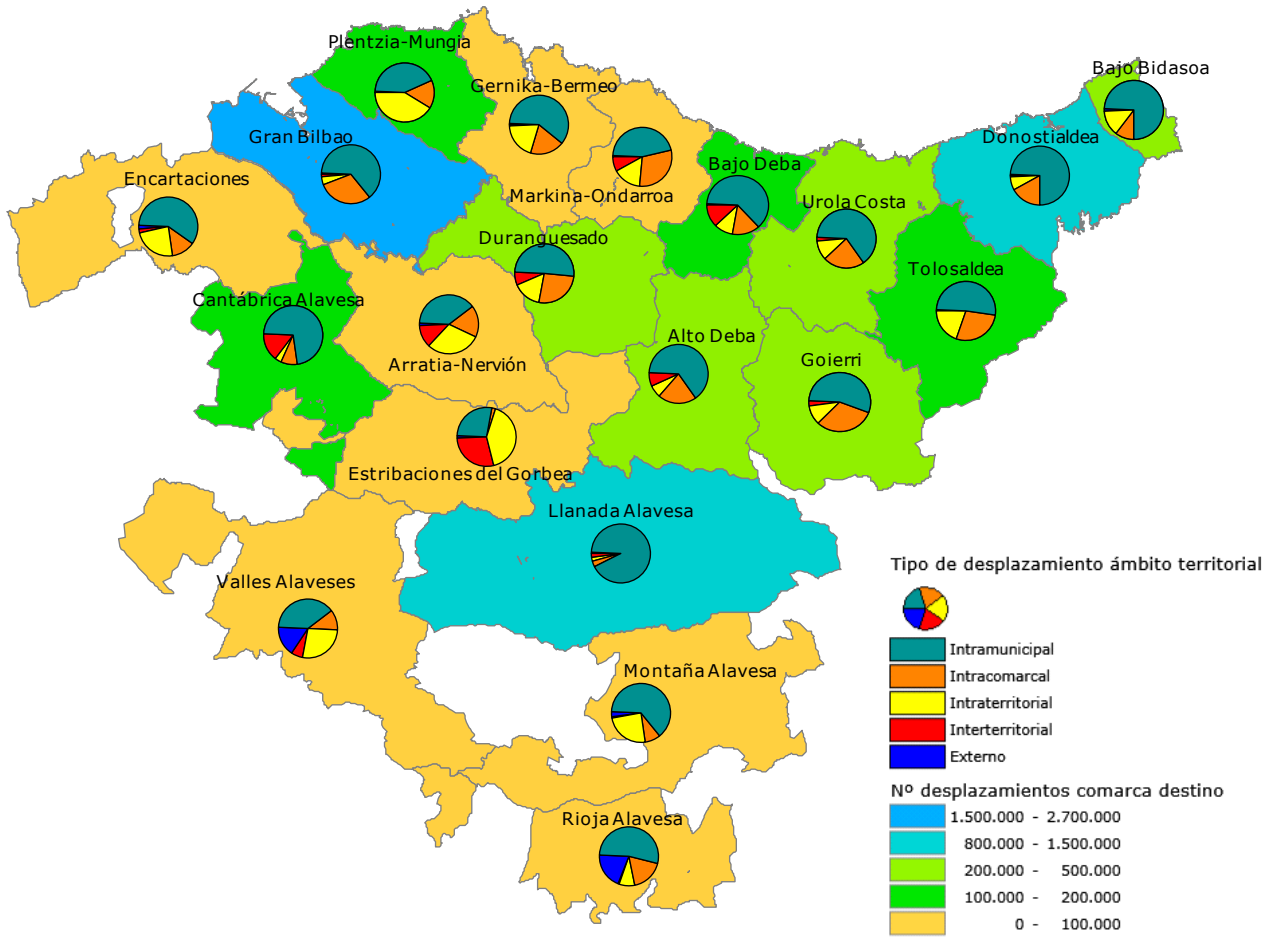 Plentzia-Mungia
Bajo Bidasoa
Gernika-Bermeo
Gran Bilbao
Donostialdea
Bajo Deba
Encartaciones
Markina-Ondarroa
Urola Costa
Duranguesado
Tolosaldea
Cantábrica Alavesa
Alto Deba
Arratia-Nervión
Goierri
Estribaciones del Gorbea
Llanada Alavesa
Valles Alaveses
Montaña Alavesa
Rioja Alavesa
Tipo de desplazamiento ámbito territorial
Intramunicipal
Intracomarcal
Intraterritorial
Interterritorial
Externo
Nº desplazamientos comarca destino
1.500.000 - 2.700.000
800.000 - 1.500.000
200.000 - 500.000
100.000 - 200.000
0 - 100.000